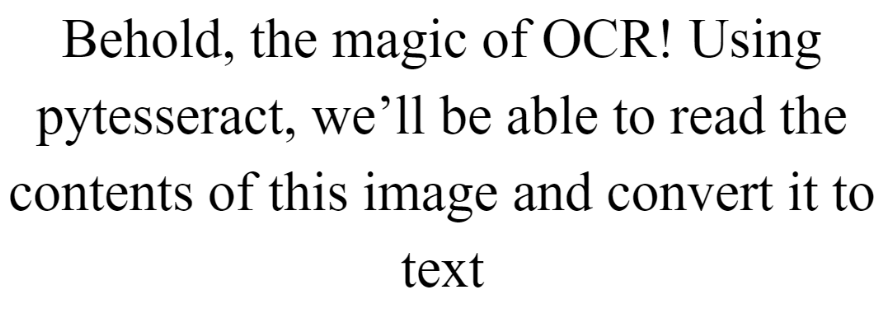 Behold, the magic of OCR! Using
pytesseract, we’ll be able to read the
contents of this image and convert it to
text